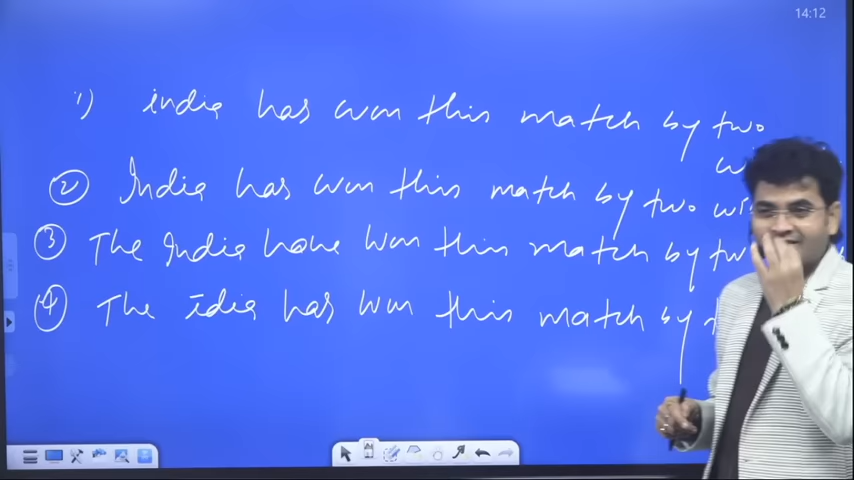 14:12
1) india has won this match by two
② India has won this match by two
③ The India have won this match by
④ The idia has won this match by